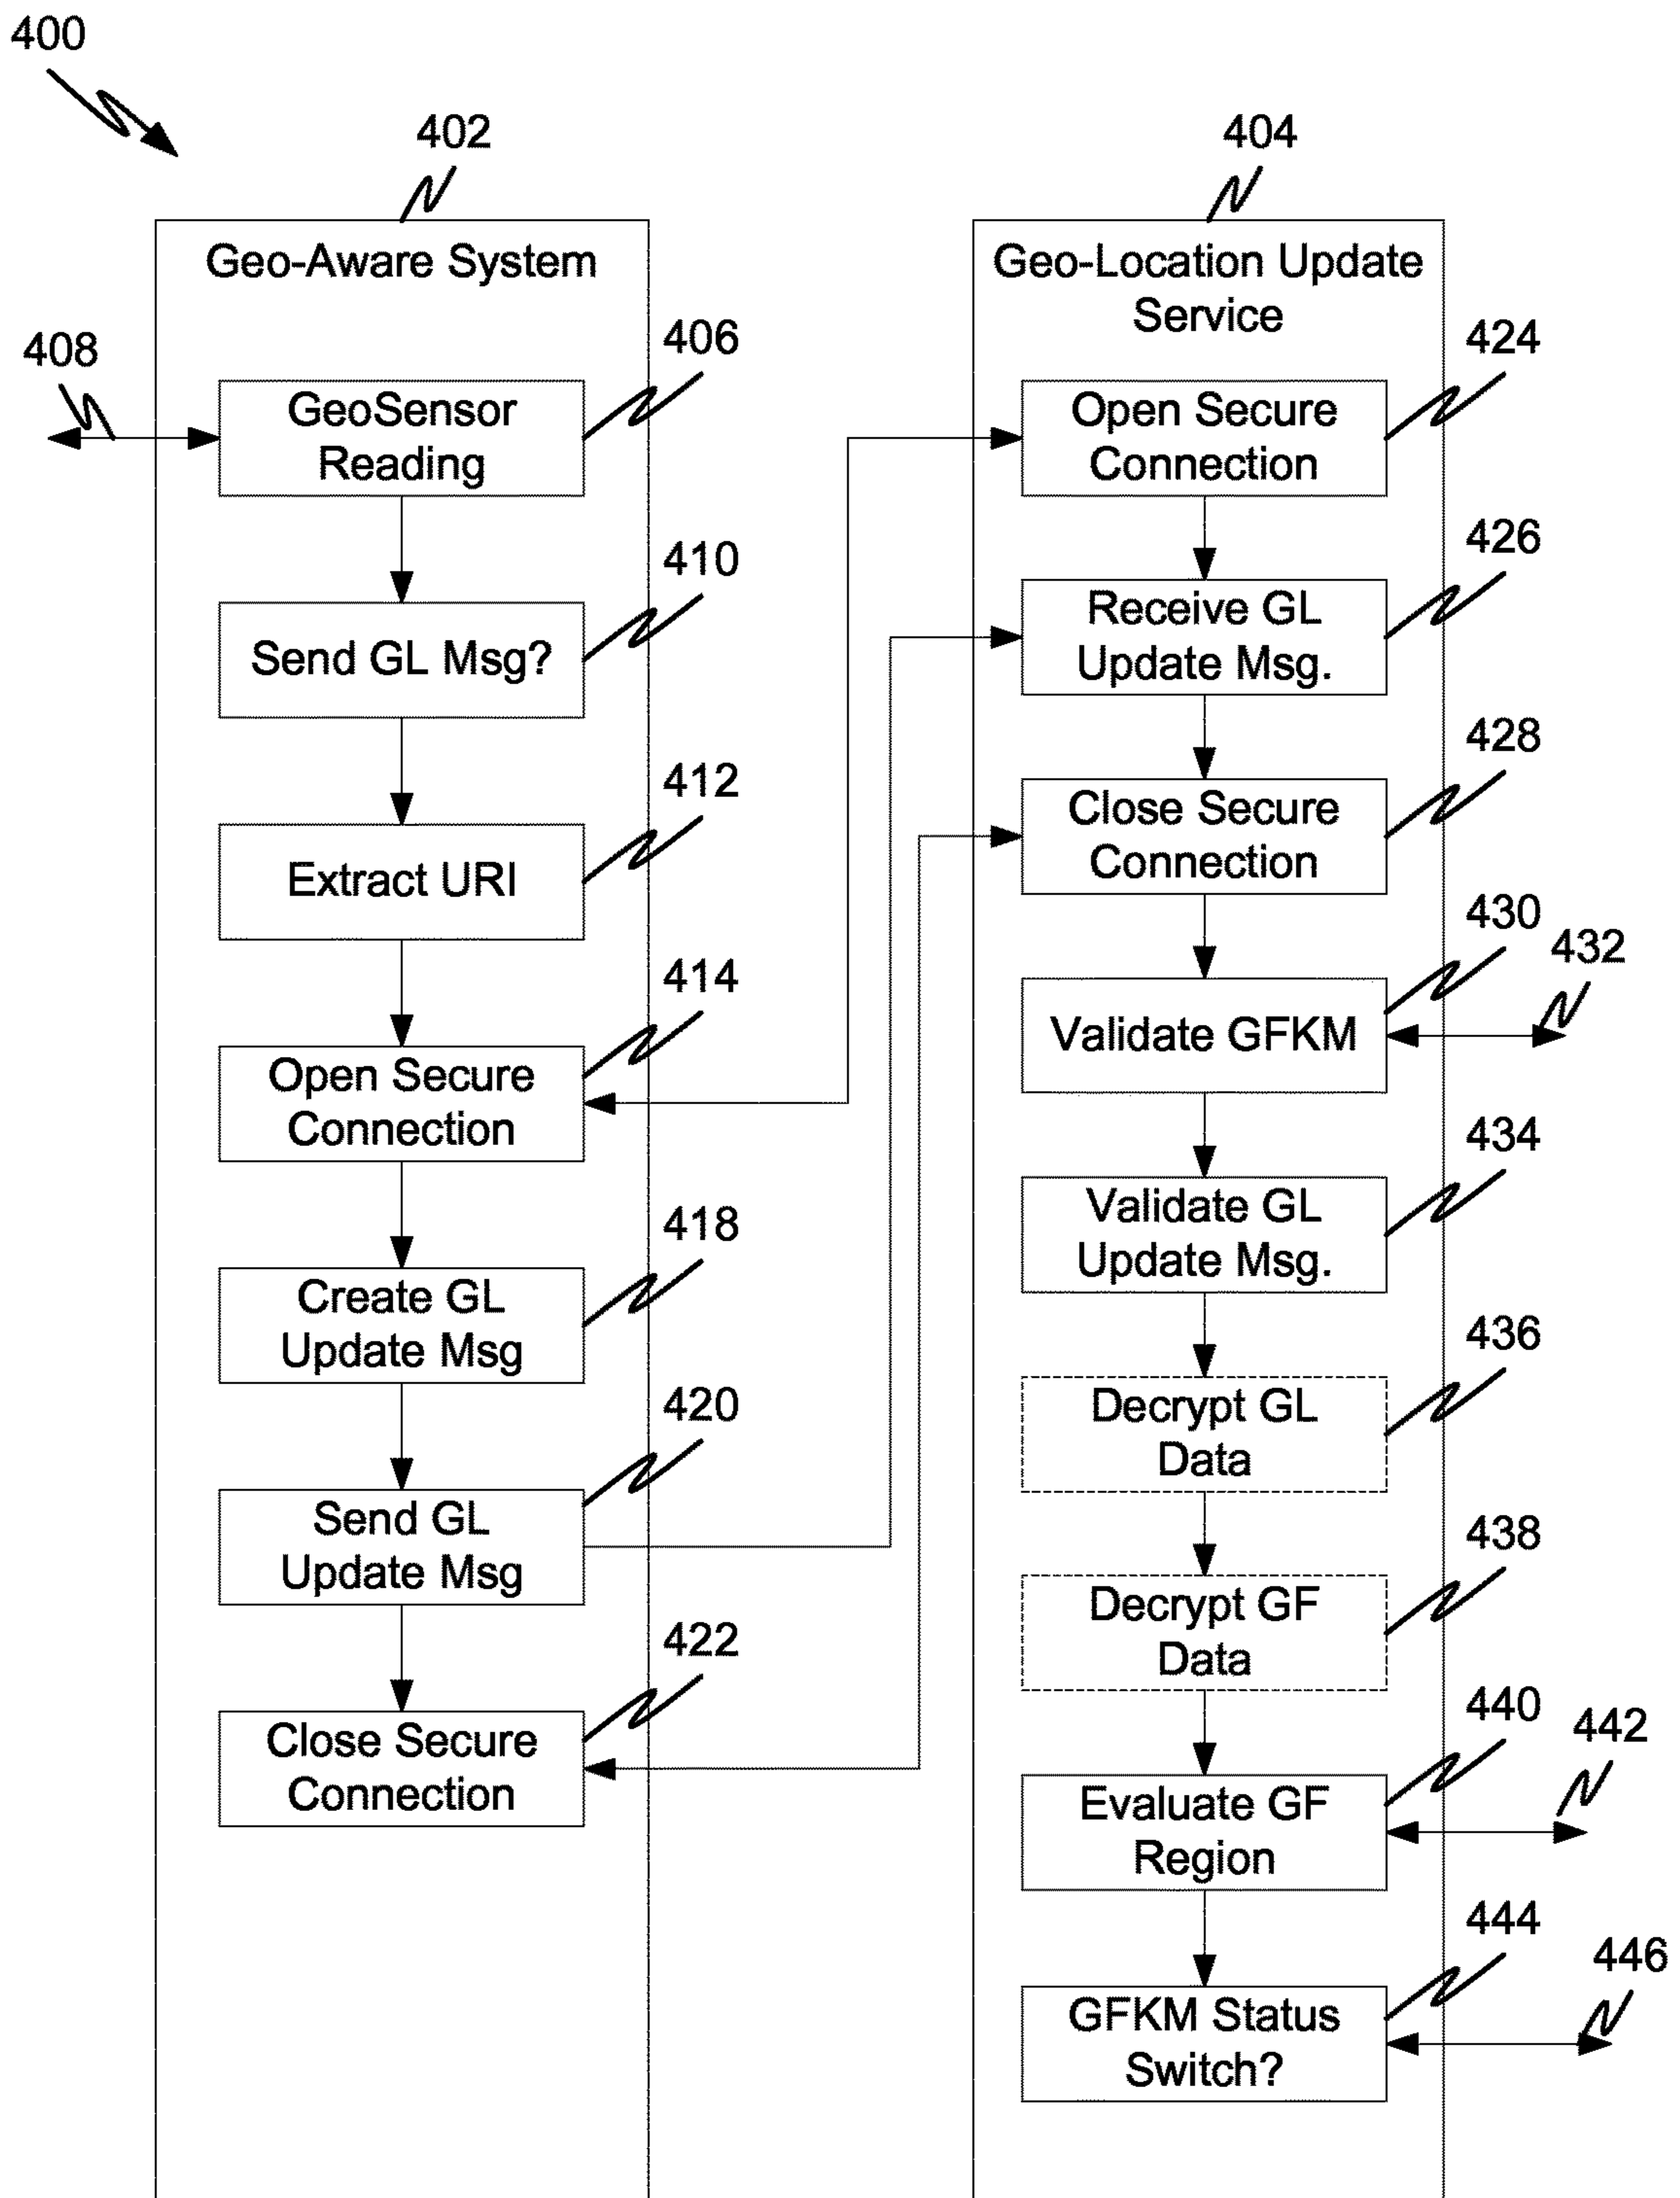 400
402
404
Geo-Aware System
Geo-Location Update
Service
408
406
GeoSensor
Reading
410
Send GL Msg?
412
Extract URI
414
Open Secure
Connection
418
Create GL
Update Msg
420
Send GL
Update Msg
422
Close Secure
Connection
424
Open Secure
Connection
426
Receive GL
Update Msg.
428
Close Secure
Connection
430
432
Validate GFKM
434
Validate GL
Update Msg.
436
Decrypt GL
Data
438
Decrypt GF
Data
440
442
Evaluate GF
Region
444
446
GFKM Status
Switch?